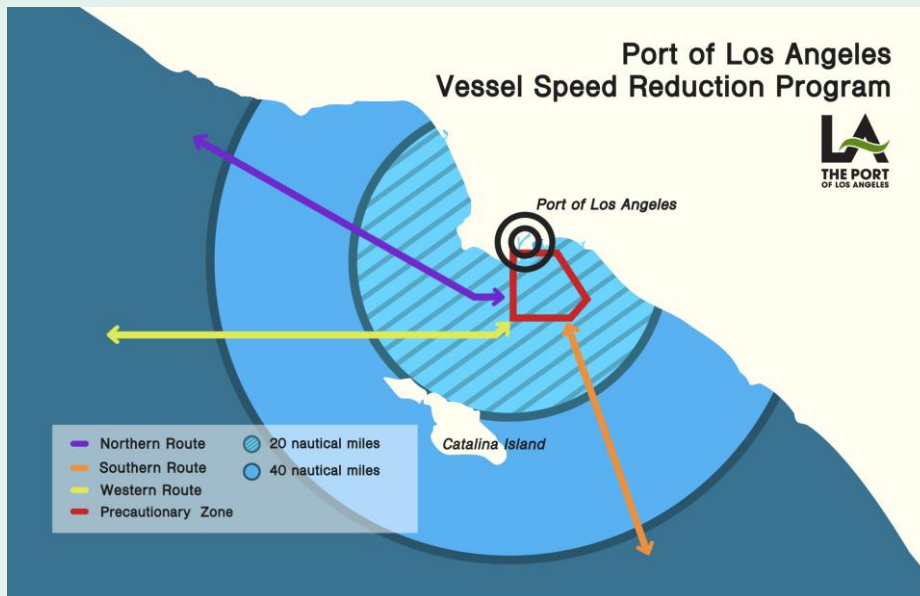 Port of Los Angeles
Vessel Speed Reduction Program
LA
THE PORT
OF LOS ANGELES
Port of Los Angeles
Catalina Island
Northern Route
Southern Route
Western Route
Precautionary Zone
20 nautical miles
40 nautical miles